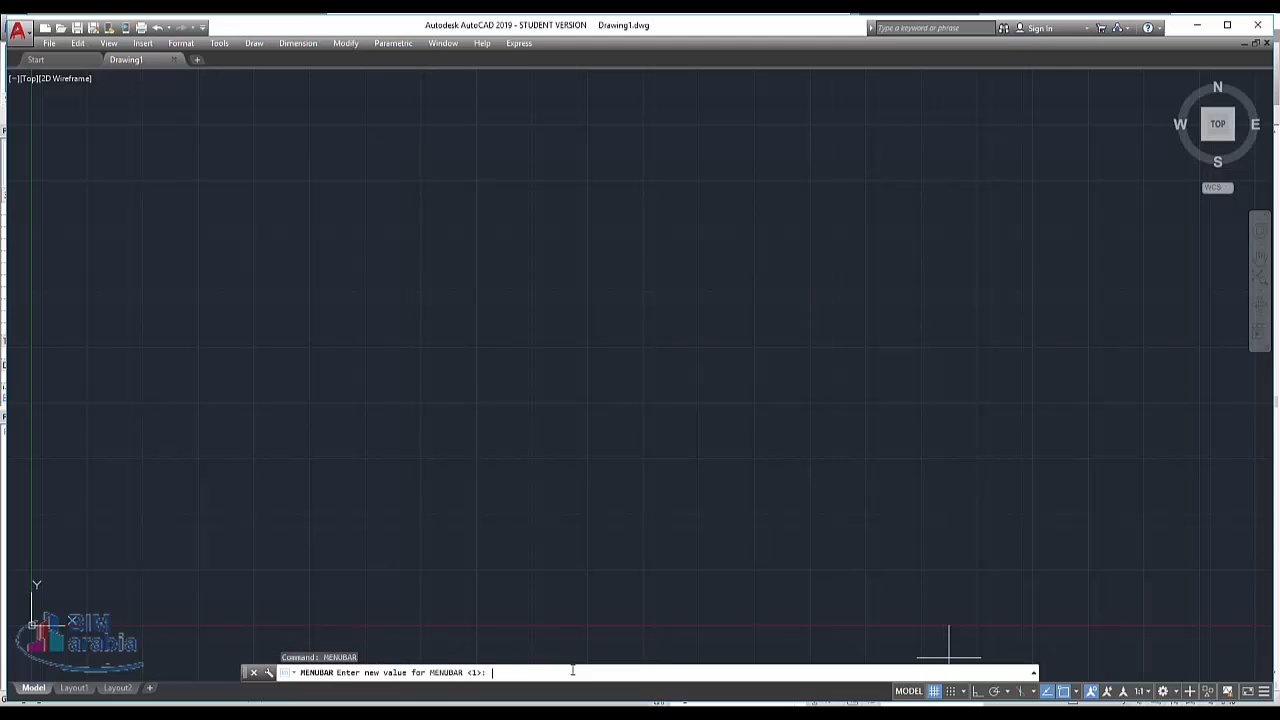 Autodesk AutoCAD 2019 - STUDENT VERSION Drawing1.dwg
Type a keyword or phrase
Sign In
File Edit View Insert Format Tools Draw Dimension Modify Parametric Window Help Express
Start Drawing1
[−][Top][2D Wireframe]
N
W TOP E
S
WCS
Y
X
BIM
arabia
Command: MENUBAR
MENUBAR Enter new value for MENUBAR <1>:
Model Layout1 Layout2
MODEL 1:1